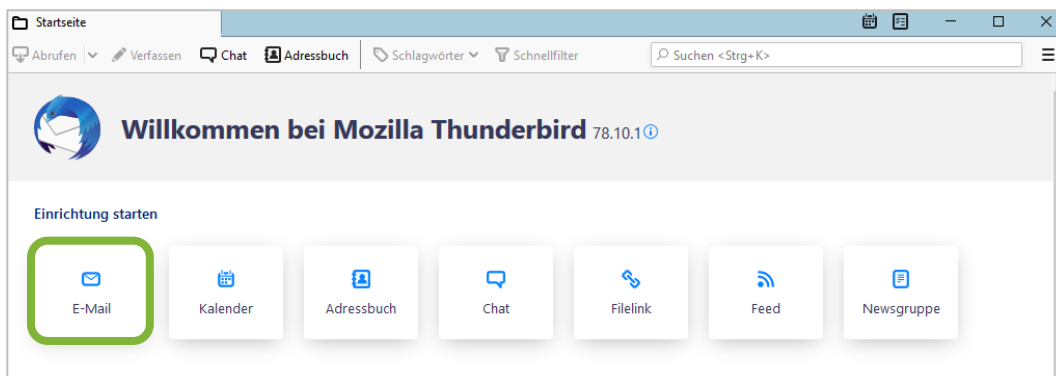 Startseite
Abrufen Verfassen Chat Adressbuch Schlagwörter Schnellfilter Suchen <Strg+K>
Willkommen bei Mozilla Thunderbird 78.10.1
Einrichtung starten
E-Mail Kalender Adressbuch Chat Filelink Feed Newsgruppe